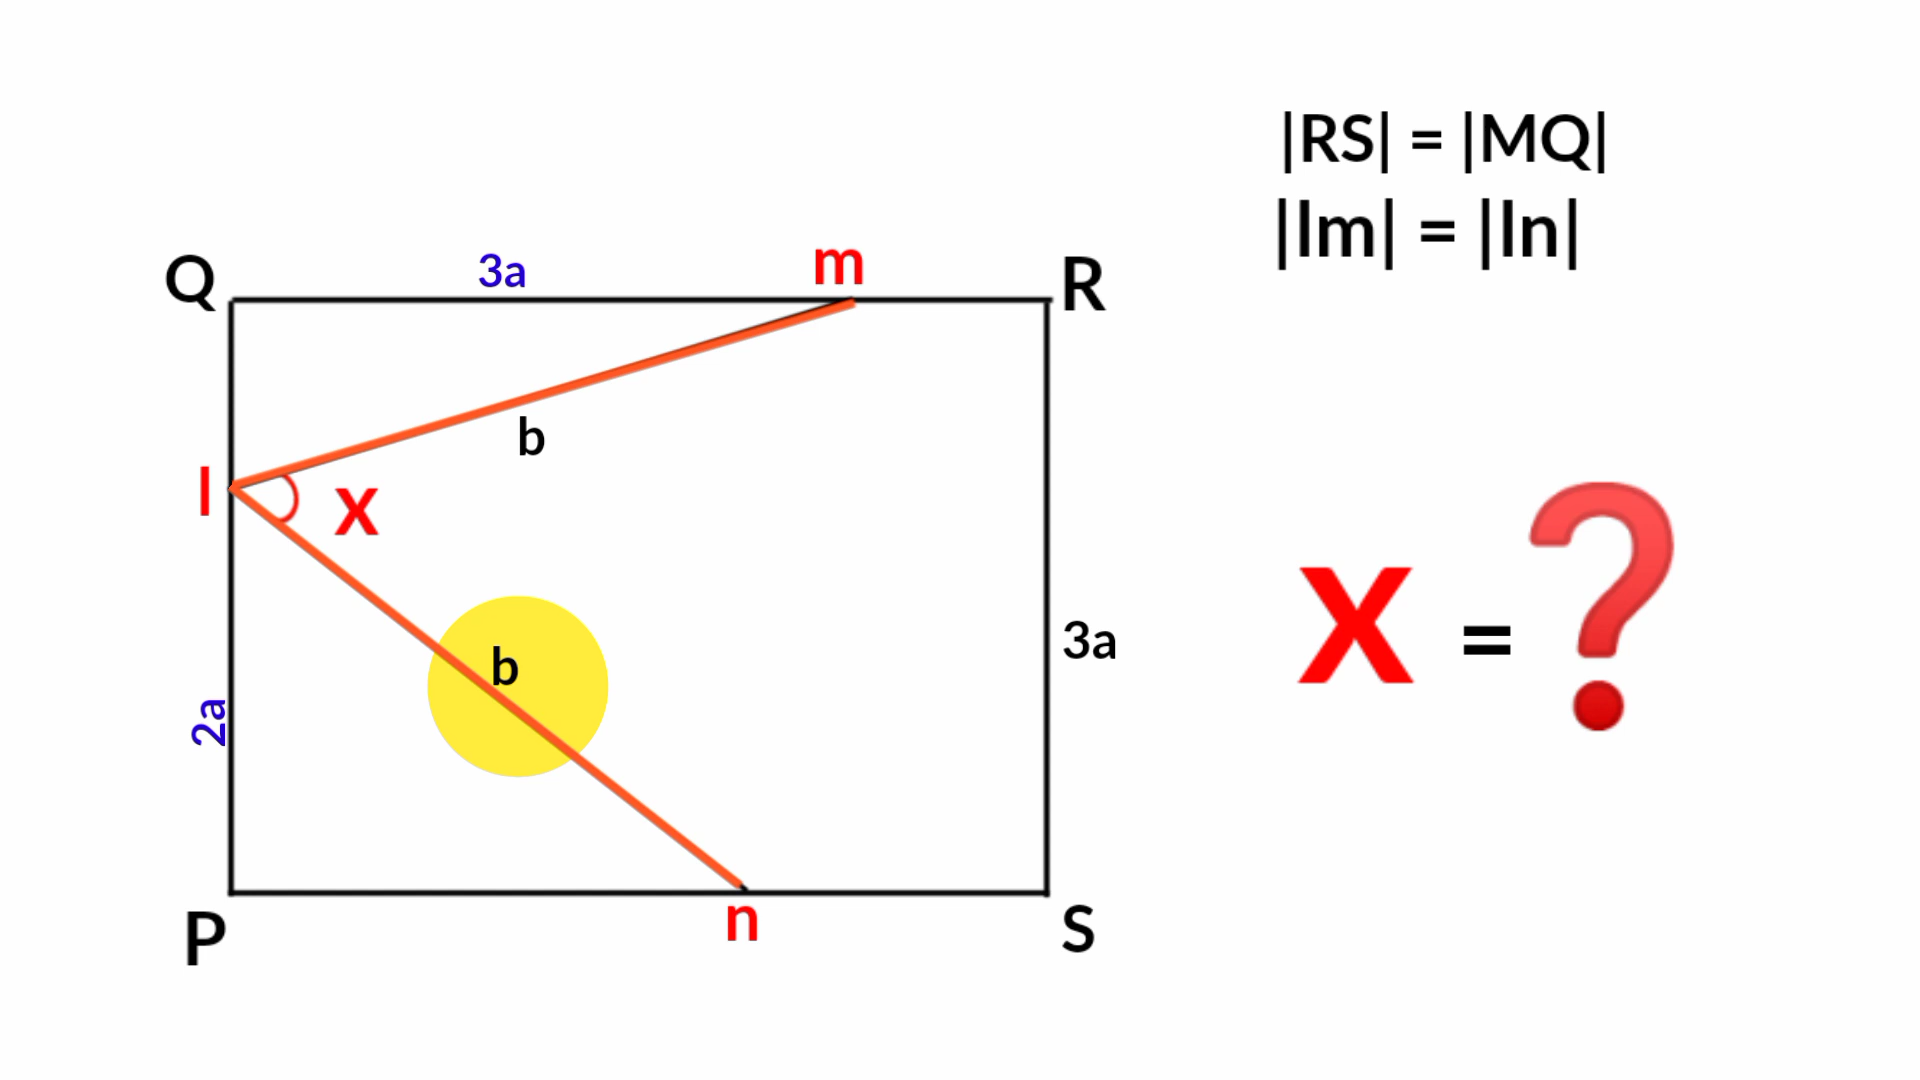 |RS| = |MQ|
|lm| = |ln|
Q
3a
m
R
b
l
x
b
3a
2a
P
n
S
X = ?